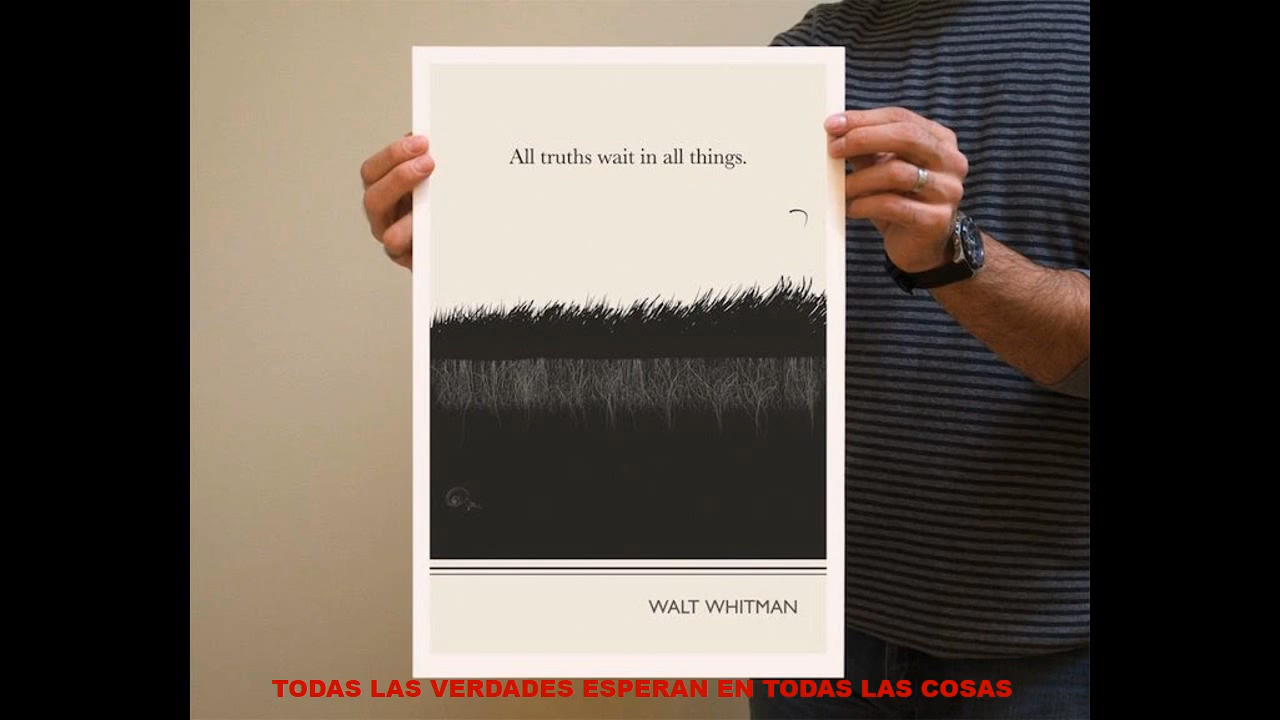 All truths wait in all things.
WALT WHITMAN
TODAS LAS VERDADES ESPERAN EN TODAS LAS COSAS